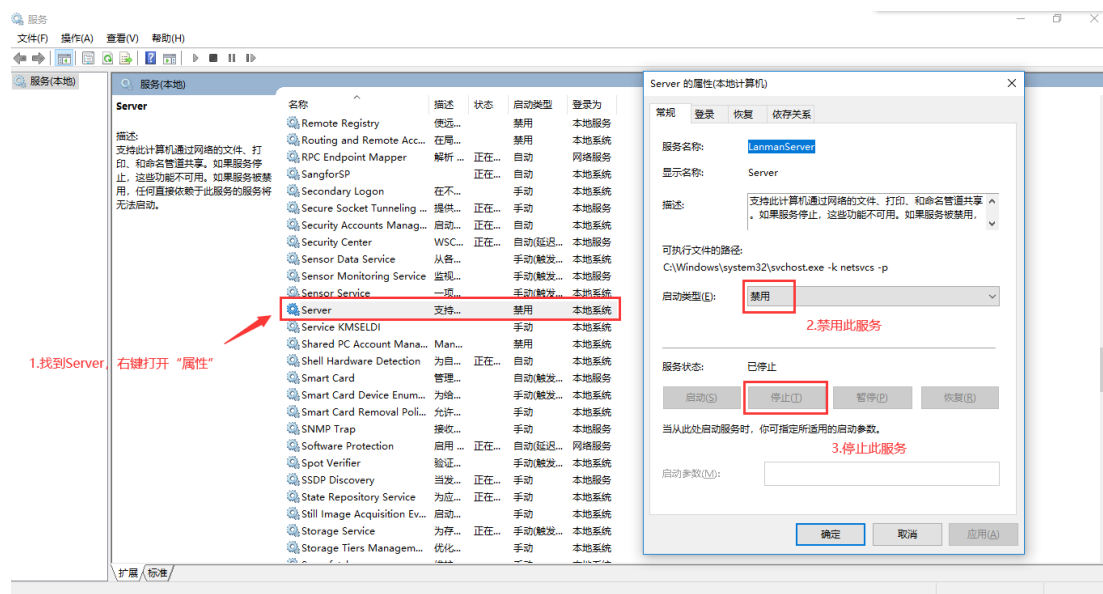 服务
文件(F) 操作(A) 查看(V) 帮助(H)
服务(本地)
服务(本地)
Server
描述:
支持此计算机通过网络的文件、打
印、和命名管道共享。如果服务停
止，这些功能不可用。如果服务被禁
用，任何直接依赖于此服务的服务将
无法启动。
名称 描述 状态 启动类型 登录为
Remote Registry 使远... 禁用 本地服务
Routing and Remote Acc... 在局... 禁用 本地系统
RPC Endpoint Mapper 解析 ... 正在... 自动 网络服务
SangforSP 正在... 自动 本地系统
Secondary Logon 在不... 手动 本地系统
Secure Socket Tunneling ... 提供... 正在... 手动 本地服务
Security Accounts Manag... 启动... 正在... 自动 本地系统
Security Center WSC... 正在... 自动(延迟... 本地服务
Sensor Data Service 从各... 手动(触发... 本地系统
Sensor Monitoring Service 监视... 手动(触发... 本地服务
Sensor Service 一项... 手动(触发... 本地系统
Server 支持... 禁用 本地系统
Service KMSELDI 手动 本地系统
Shared PC Account Mana... Man... 禁用 本地系统
Shell Hardware Detection 为自... 正在... 自动 本地系统
Smart Card 管理... 自动(触发... 本地服务
Smart Card Device Enum... 为给... 手动(触发... 本地系统
Smart Card Removal Poli... 允许... 手动 本地系统
SNMP Trap 接收... 手动 本地服务
Software Protection 启用 ... 正在... 自动(延迟... 网络服务
Spot Verifier 验证... 手动(触发... 本地系统
SSDP Discovery 当发... 正在... 手动 本地服务
State Repository Service 为应... 正在... 手动 本地系统
Still Image Acquisition Ev... 启动... 手动 本地系统
Storage Service 为存... 正在... 手动(触发... 本地系统
Storage Tiers Managem... 优化... 手动 本地系统
扩展 标准
1.找到Server，右键打开“属性”
Server 的属性(本地计算机)
常规 登录 恢复 依存关系
服务名称: LanmanServer
显示名称: Server
描述: 支持此计算机通过网络的文件、打印、和命名管道共享
。如果服务停止，这些功能不可用。如果服务被禁用，
可执行文件的路径:
C:\Windows\system32\svchost.exe -k netsvcs -p
启动类型(E): 禁用
2.禁用此服务
服务状态: 已停止
启动(S) 停止(T) 暂停(P) 恢复(R)
当从此处启动服务时，你可指定所适用的启动参数。
3.停止此服务
启动参数(M):
确定 取消 应用(A)